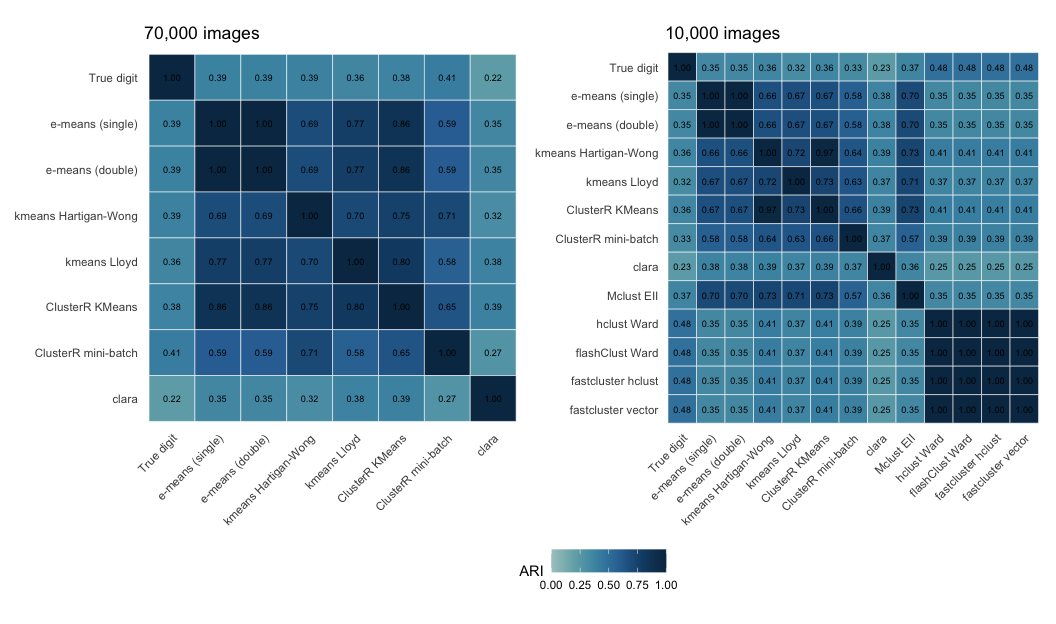 70,000 images
True digit 1.00 0.39 0.39 0.39 0.36 0.38 0.41 0.22
e-means (single) 0.39 1.00 1.00 0.69 0.77 0.86 0.59 0.35
e-means (double) 0.39 1.00 1.00 0.69 0.77 0.86 0.59 0.35
kmeans Hartigan-Wong 0.39 0.69 0.69 1.00 0.70 0.75 0.71 0.32
kmeans Lloyd 0.36 0.77 0.77 0.70 1.00 0.80 0.58 0.38
ClusterR KMeans 0.38 0.86 0.86 0.75 0.80 1.00 0.65 0.39
ClusterR mini-batch 0.41 0.59 0.59 0.71 0.58 0.65 1.00 0.27
clara 0.22 0.35 0.35 0.32 0.38 0.39 0.27 1.00
True digit
e-means (single)
e-means (double)
kmeans Hartigan-Wong
kmeans Lloyd
ClusterR KMeans
ClusterR mini-batch
clara
10,000 images
True digit 1.00 0.35 0.35 0.36 0.32 0.36 0.33 0.23 0.37 0.48 0.48 0.48 0.48
e-means (single) 0.35 1.00 1.00 0.66 0.67 0.67 0.58 0.38 0.70 0.35 0.35 0.35 0.35
e-means (double) 0.35 1.00 1.00 0.66 0.67 0.67 0.58 0.38 0.70 0.35 0.35 0.35 0.35
kmeans Hartigan-Wong 0.36 0.66 0.66 1.00 0.72 0.97 0.64 0.39 0.73 0.41 0.41 0.41 0.41
kmeans Lloyd 0.32 0.67 0.67 0.72 1.00 0.73 0.63 0.37 0.71 0.37 0.37 0.37 0.37
ClusterR KMeans 0.36 0.67 0.67 0.97 0.73 1.00 0.66 0.39 0.73 0.41 0.41 0.41 0.41
ClusterR mini-batch 0.33 0.58 0.58 0.64 0.63 0.66 1.00 0.37 0.57 0.39 0.39 0.39 0.39
clara 0.23 0.38 0.38 0.39 0.37 0.39 0.37 1.00 0.36 0.25 0.25 0.25 0.25
Mclust EII 0.37 0.70 0.70 0.73 0.71 0.73 0.57 0.36 1.00 0.35 0.35 0.35 0.35
hclust Ward 0.48 0.35 0.35 0.41 0.37 0.41 0.39 0.25 0.35 1.00 1.00 1.00 1.00
flashClust Ward 0.48 0.35 0.35 0.41 0.37 0.41 0.39 0.25 0.35 1.00 1.00 1.00 1.00
fastcluster hclust 0.48 0.35 0.35 0.41 0.37 0.41 0.39 0.25 0.35 1.00 1.00 1.00 1.00
fastcluster vector 0.48 0.35 0.35 0.41 0.37 0.41 0.39 0.25 0.35 1.00 1.00 1.00 1.00
True digit
e-means (single)
e-means (double)
kmeans Hartigan-Wong
kmeans Lloyd
ClusterR KMeans
ClusterR mini-batch
clara
Mclust EII
hclust Ward
flashClust Ward
fastcluster hclust
fastcluster vector
ARI
0.00 0.25 0.50 0.75 1.00